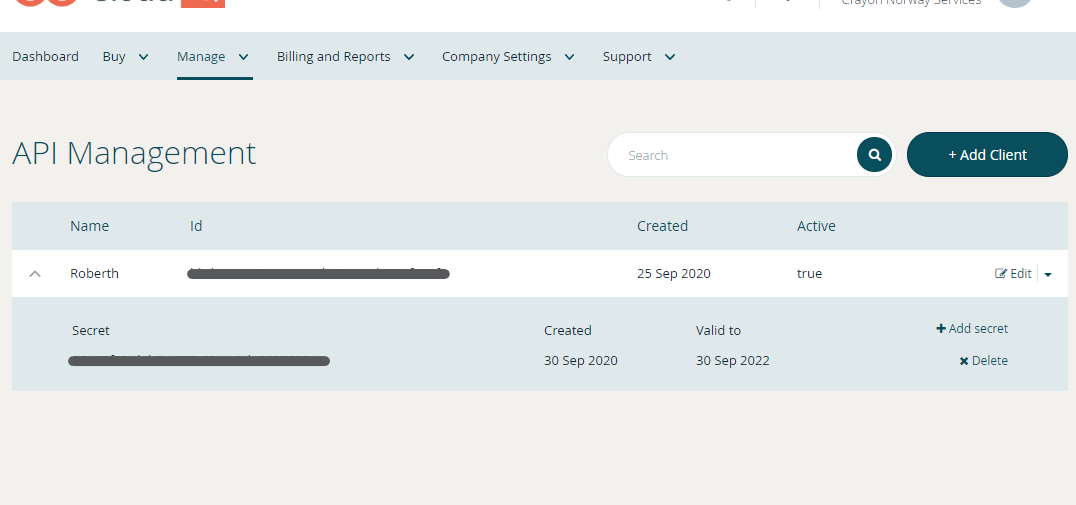 Crayon Norway Services
Dashboard Buy Manage Billing and Reports Company Settings Support
API Management
Search
+ Add Client
Name Id Created Active
Roberth 25 Sep 2020 true Edit
Secret Created Valid to Add secret
30 Sep 2020 30 Sep 2022 Delete